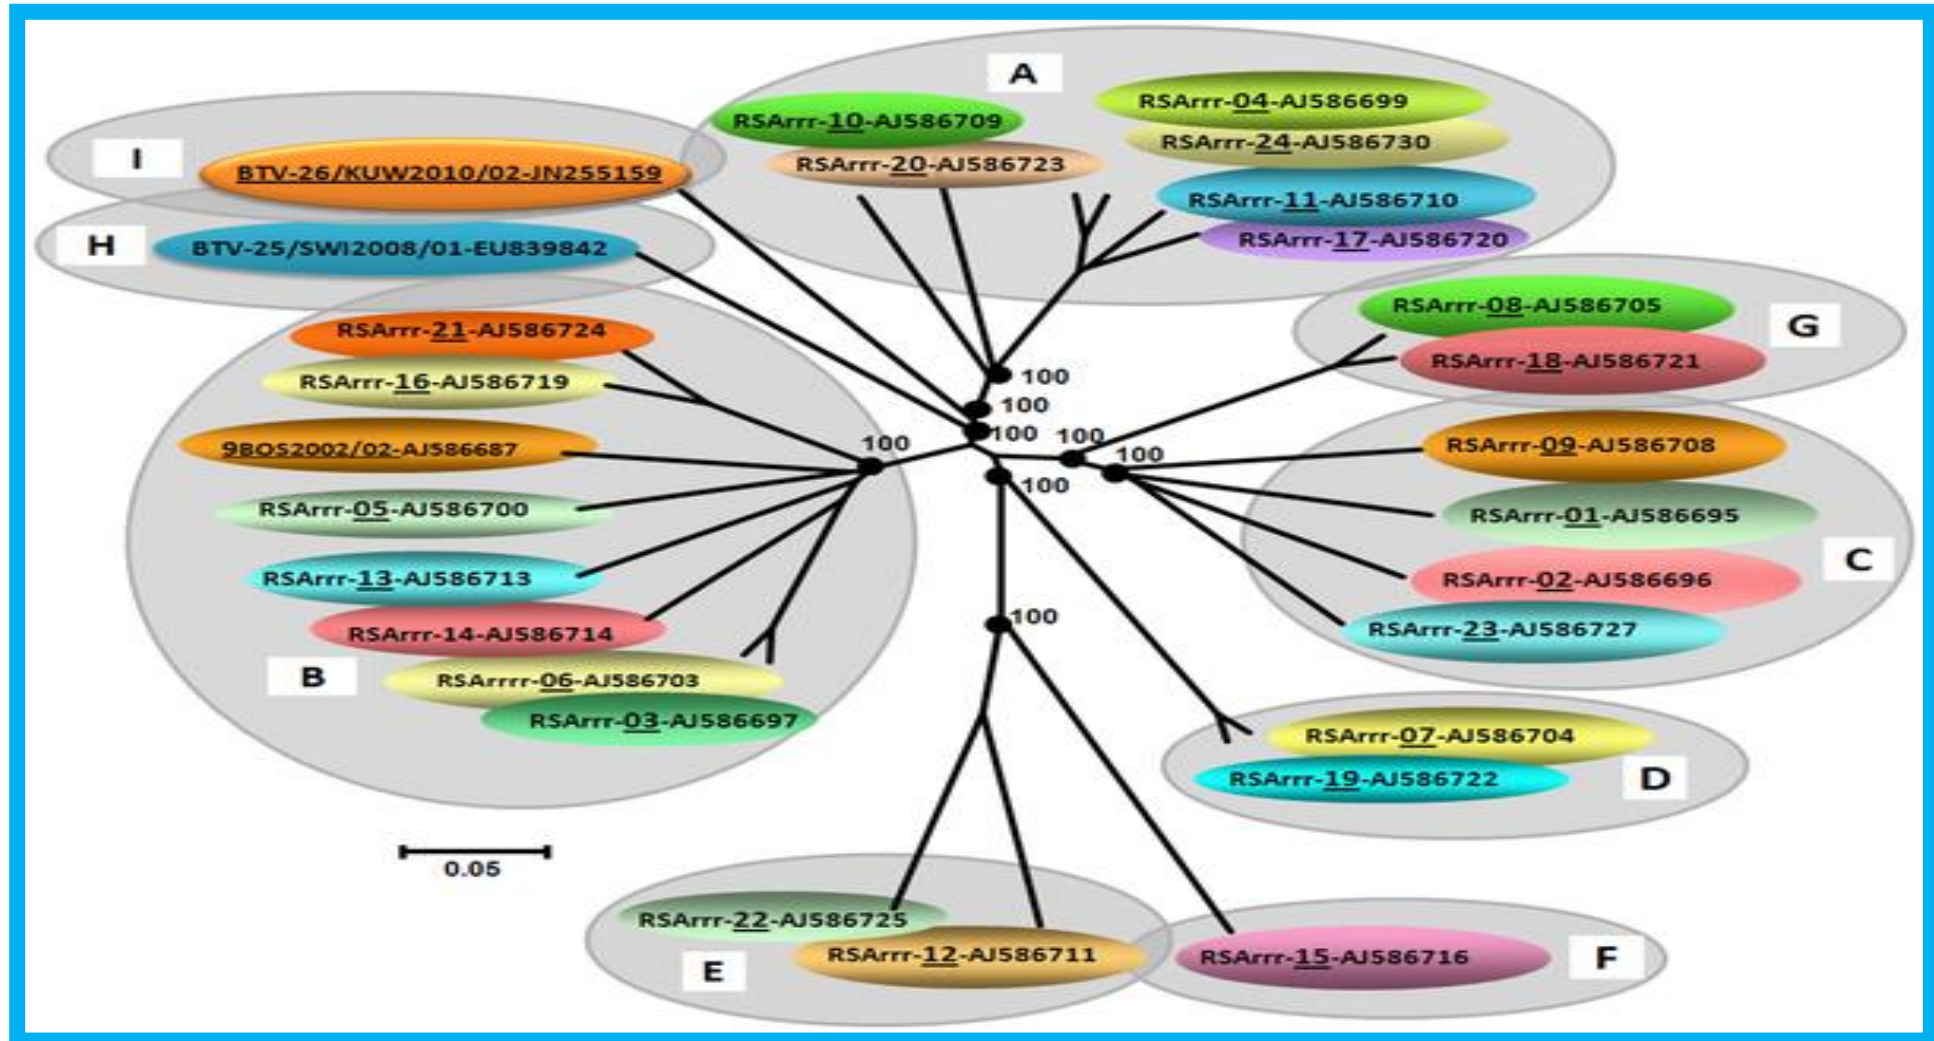 A
RSArrr-10-AJ586709
RSArrr-20-AJ586723
RSArrr-04-AJ586699
RSArrr-24-AJ586730
RSArrr-11-AJ586710
RSArrr-17-AJ586720
I
BTV-26/KUW2010/02-JN255159
H
BTV-25/SWI2008/01-EU839842
RSArrr-21-AJ586724
RSArrr-16-AJ586719
9BOS2002/02-AJ586687
RSArrr-05-AJ586700
RSArrr-13-AJ586713
RSArrr-14-AJ586714
B
RSArrrr-06-AJ586703
RSArrr-03-AJ586697
100
100
100
100
100
100
100
100
RSArrr-08-AJ586705
G
RSArrr-18-AJ586721
RSArrr-09-AJ586708
RSArrr-01-AJ586695
C
RSArrr-02-AJ586696
RSArrr-23-AJ586727
RSArrr-07-AJ586704
RSArrr-19-AJ586722
D
0.05
RSArrr-22-AJ586725
RSArrr-12-AJ586711
E
RSArrr-15-AJ586716
F